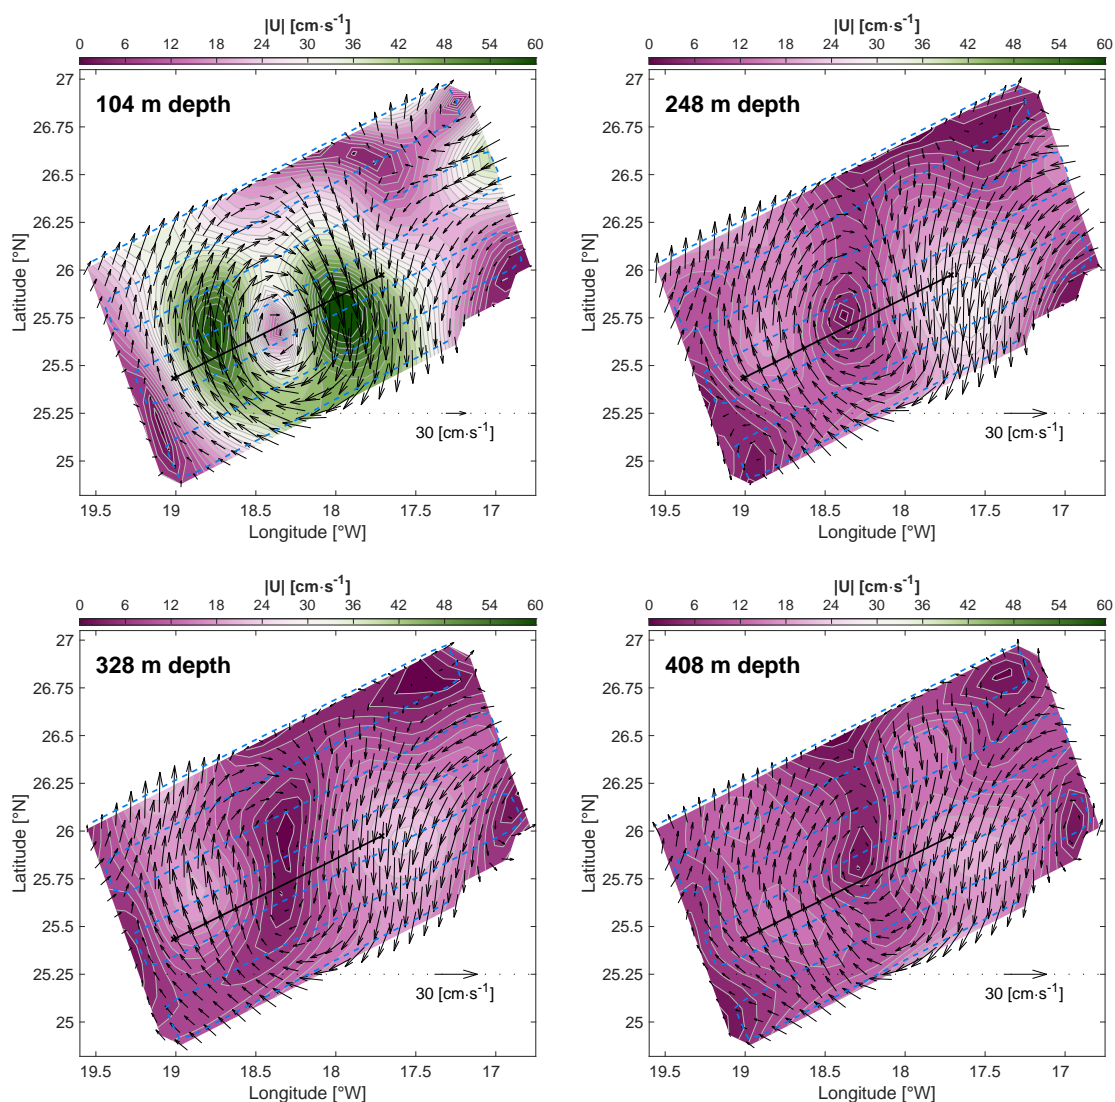 |U| [cm·s⁻¹]
0 6 12 18 24 30 36 42 48 54 60
104 m depth
27
26.75
26.5
26.25
26
25.75
25.5
25.25
25
Latitude [°N]
30 [cm·s⁻¹]
19.5 19 18.5 18 17.5 17
Longitude [°W]
|U| [cm·s⁻¹]
0 6 12 18 24 30 36 42 48 54 60
248 m depth
27
26.75
26.5
26.25
26
25.75
25.5
25.25
25
Latitude [°N]
30 [cm·s⁻¹]
19.5 19 18.5 18 17.5 17
Longitude [°W]
|U| [cm·s⁻¹]
0 6 12 18 24 30 36 42 48 54 60
328 m depth
27
26.75
26.5
26.25
26
25.75
25.5
25.25
25
Latitude [°N]
30 [cm·s⁻¹]
19.5 19 18.5 18 17.5 17
Longitude [°W]
|U| [cm·s⁻¹]
0 6 12 18 24 30 36 42 48 54 60
408 m depth
27
26.75
26.5
26.25
26
25.75
25.5
25.25
25
Latitude [°N]
30 [cm·s⁻¹]
19.5 19 18.5 18 17.5 17
Longitude [°W]